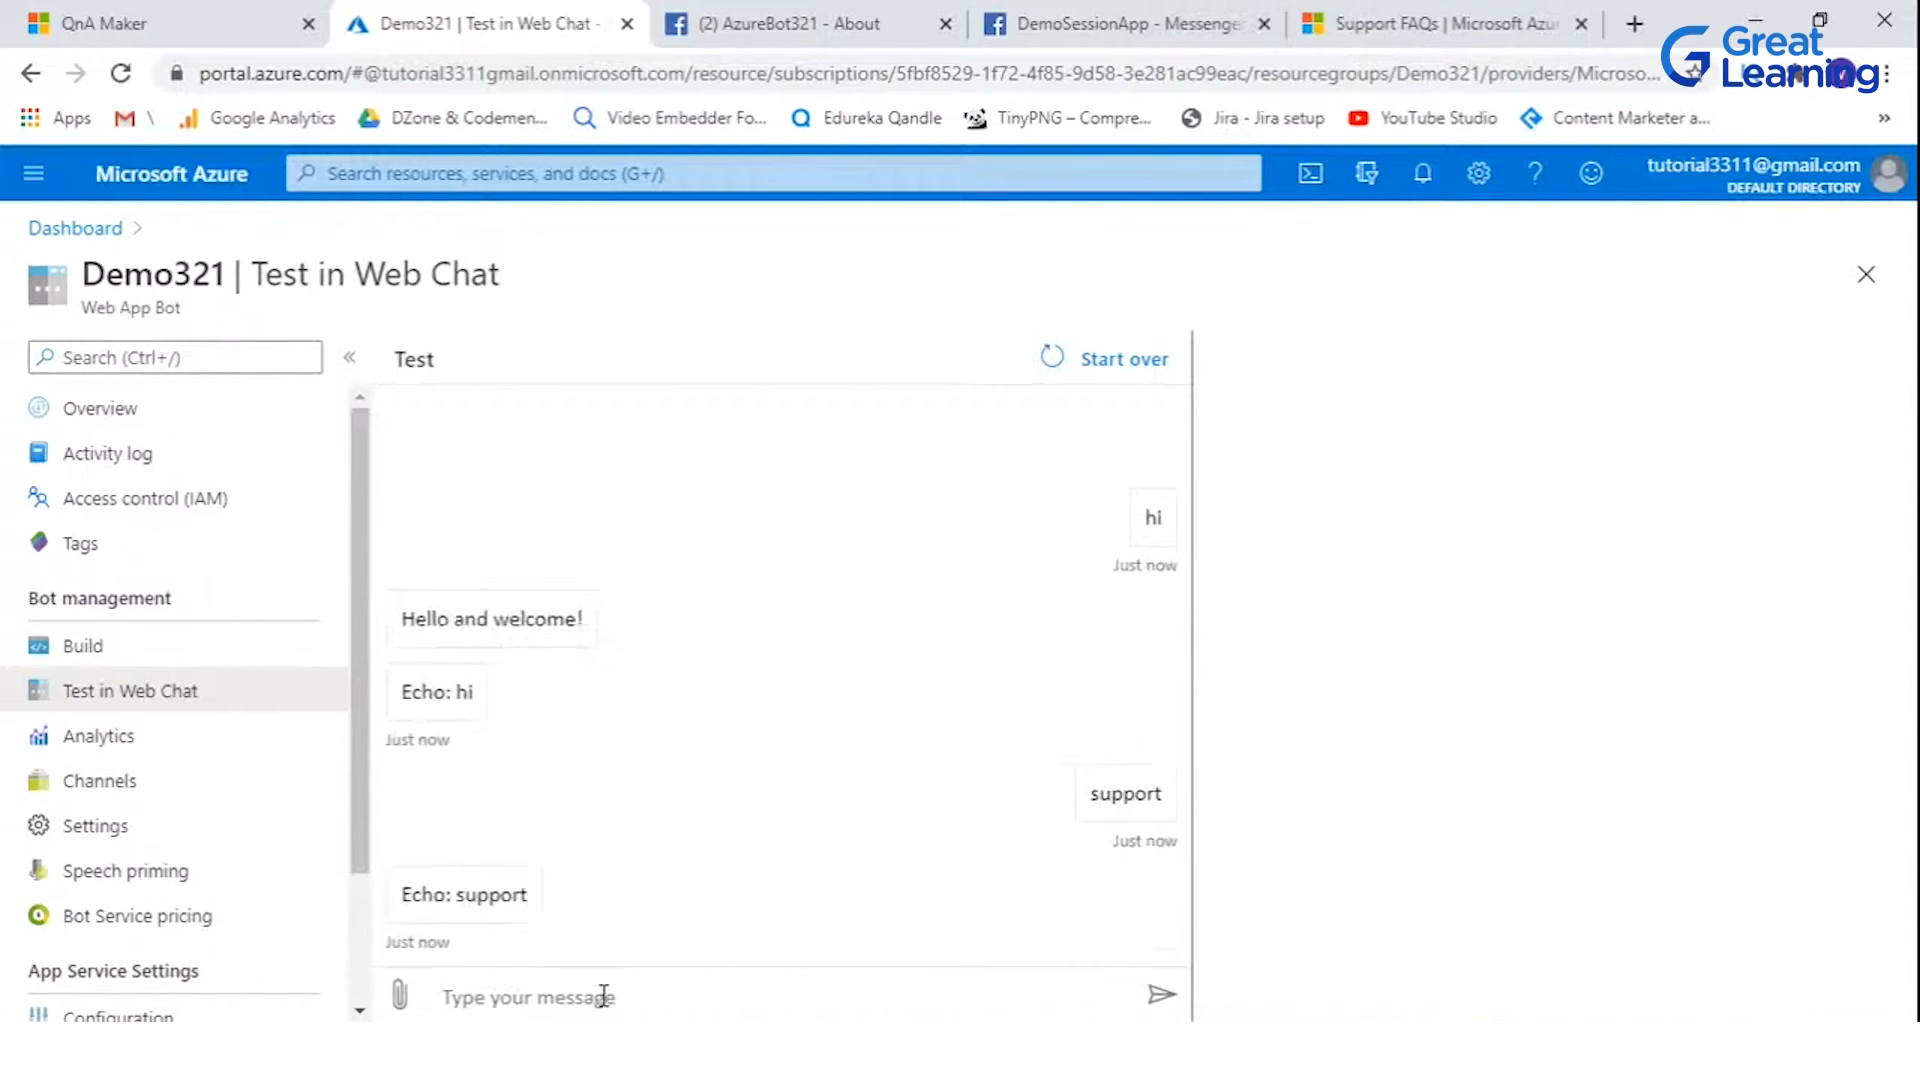 QnA Maker
Demo321 | Test in Web Chat -
(2) AzureBot321 - About
DemoSessionApp - Messenge
Support FAQs | Microsoft Azu
Great
Learning
portal.azure.com/#@tutorial3311gmail.onmicrosoft.com/resource/subscriptions/5fbf8529-1f72-4f85-9d58-3e281ac99eac/resourcegroups/Demo321/providers/Microso...
Apps
\
Google Analytics
DZone & Codemen...
Video Embedder Fo...
Edureka Qandle
TinyPNG – Compre...
Jira - Jira setup
YouTube Studio
Content Marketer a...
»
Microsoft Azure
Search resources, services, and docs (G+/)
tutorial3311@gmail.com
DEFAULT DIRECTORY
Dashboard >
Demo321 | Test in Web Chat
Web App Bot
Search (Ctrl+/)
«
Test
Start over
Overview
Activity log
Access control (IAM)
Tags
Bot management
Build
Test in Web Chat
Analytics
Channels
Settings
Speech priming
Bot Service pricing
App Service Settings
Configuration
hi
Just now
Hello and welcome!
Echo: hi
Just now
support
Just now
Echo: support
Just now
Type your message